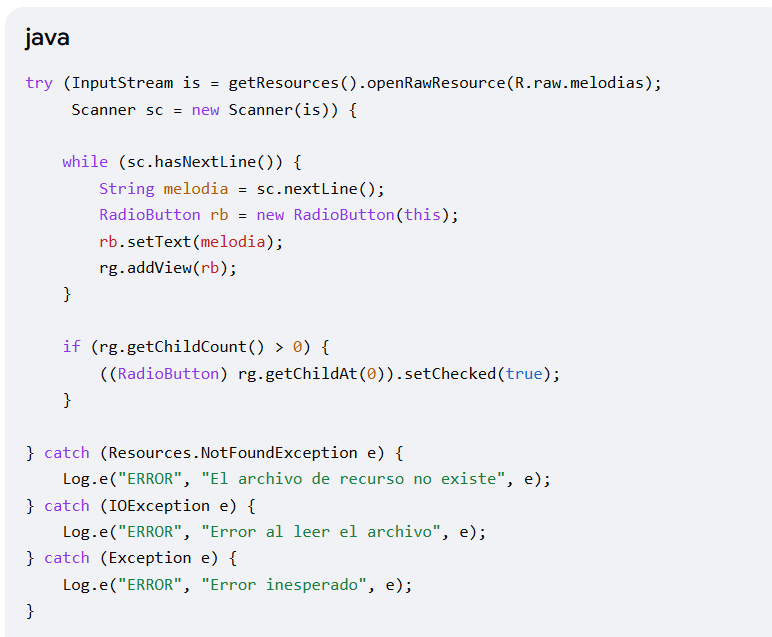 java
try (InputStream is = getResources().openRawResource(R.raw.melodias);
     Scanner sc = new Scanner(is)) {

    while (sc.hasNextLine()) {
        String melodia = sc.nextLine();
        RadioButton rb = new RadioButton(this);
        rb.setText(melodia);
        rg.addView(rb);
    }

    if (rg.getChildCount() > 0) {
        ((RadioButton) rg.getChildAt(0)).setChecked(true);
    }

} catch (Resources.NotFoundException e) {
    Log.e("ERROR", "El archivo de recurso no existe", e);
} catch (IOException e) {
    Log.e("ERROR", "Error al leer el archivo", e);
} catch (Exception e) {
    Log.e("ERROR", "Error inesperado", e);
}